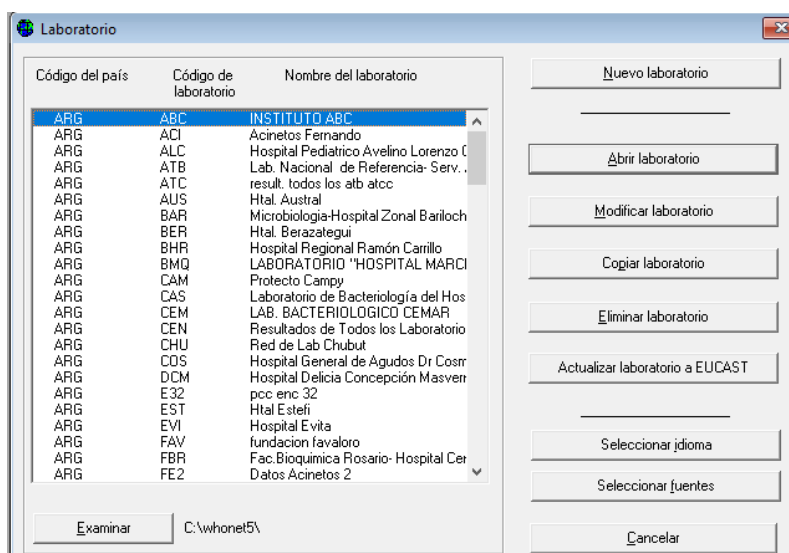 Laboratorio
Código del país Código de laboratorio Nombre del laboratorio
ARG ABC INSTITUTO ABC
ARG ACI Acinetos Fernando
ARG ALC Hospital Pediatrico Avelino Lorenzo
ARG ATB Lab. Nacional de Referencia- Serv.
ARG ATC result. todos los atb atcc
ARG AUS Htal. Austral
ARG BAR Microbiologia-Hospital Zonal Bariloch
ARG BER Htal. Berazategui
ARG BHR Hospital Regional Ramón Carrillo
ARG BMQ LABORATORIO "HOSPITAL MARCI
ARG CAM Protecto Campy
ARG CAS Laboratorio de Bacteriología del Hos
ARG CEM LAB. BACTERIOLOGICO CEMAR
ARG CEN Resultados de Todos los Laboratorio
ARG CHU Red de Lab Chubut
ARG COS Hospital General de Agudos Dr Cosm
ARG DCM Hospital Delicia Concepción Masverr
ARG E32 pcc enc 32
ARG EST Htal Estefi
ARG EVI Hospital Evita
ARG FAV fundacion favaloro
ARG FBR Fac.Bioquimica Rosario- Hospital Cer
ARG FE2 Datos Acinetos 2
Examinar C:\whonet5\
Nuevo laboratorio
Abrir laboratorio
Modificar laboratorio
Copiar laboratorio
Eliminar laboratorio
Actualizar laboratorio a EUCAST
Seleccionar idioma
Seleccionar fuentes
Cancelar